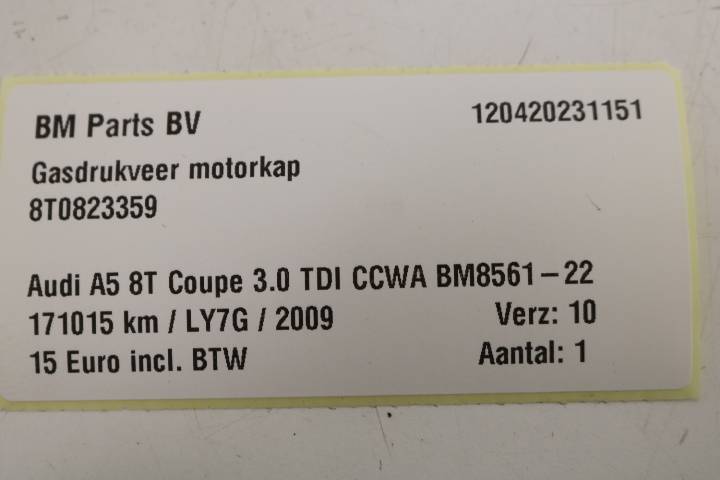 BM Parts BV 120420231151
Gasdrukveer motorkap
8T0823359
Audi A5 8T Coupe 3.0 TDI CCWA BM8561-22
171015 km / LY7G / 2009 Verz: 10
15 Euro incl. BTW Aantal: 1